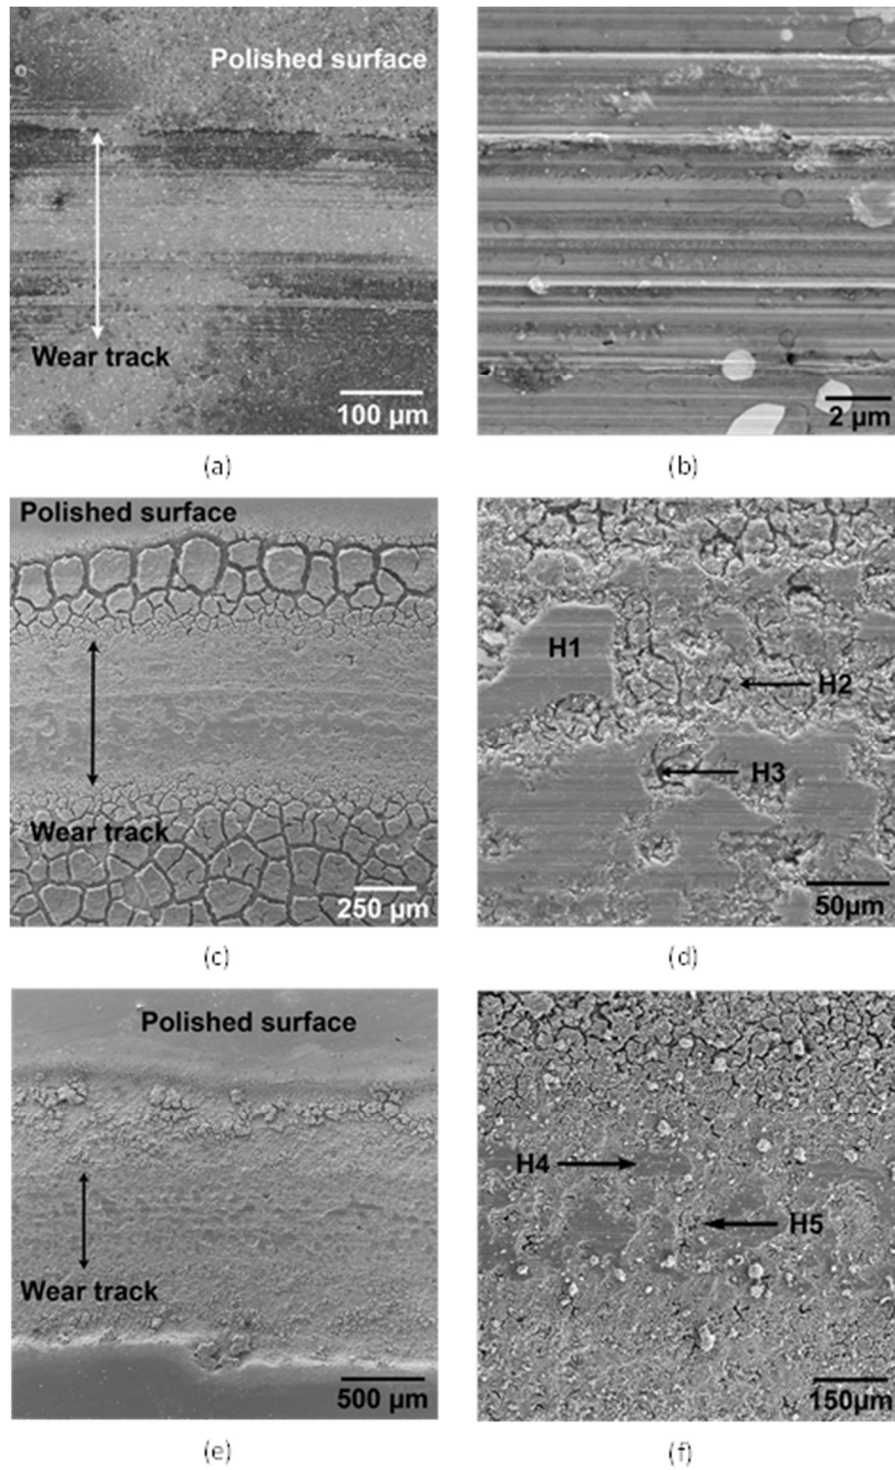 Polished surface
Wear track
100 µm
2 µm
(a)
(b)
Polished surface
Wear track
250 µm
H1
H2
H3
50µm
(c)
(d)
Polished surface
Wear track
500 µm
H4
H5
150µm
(e)
(f)